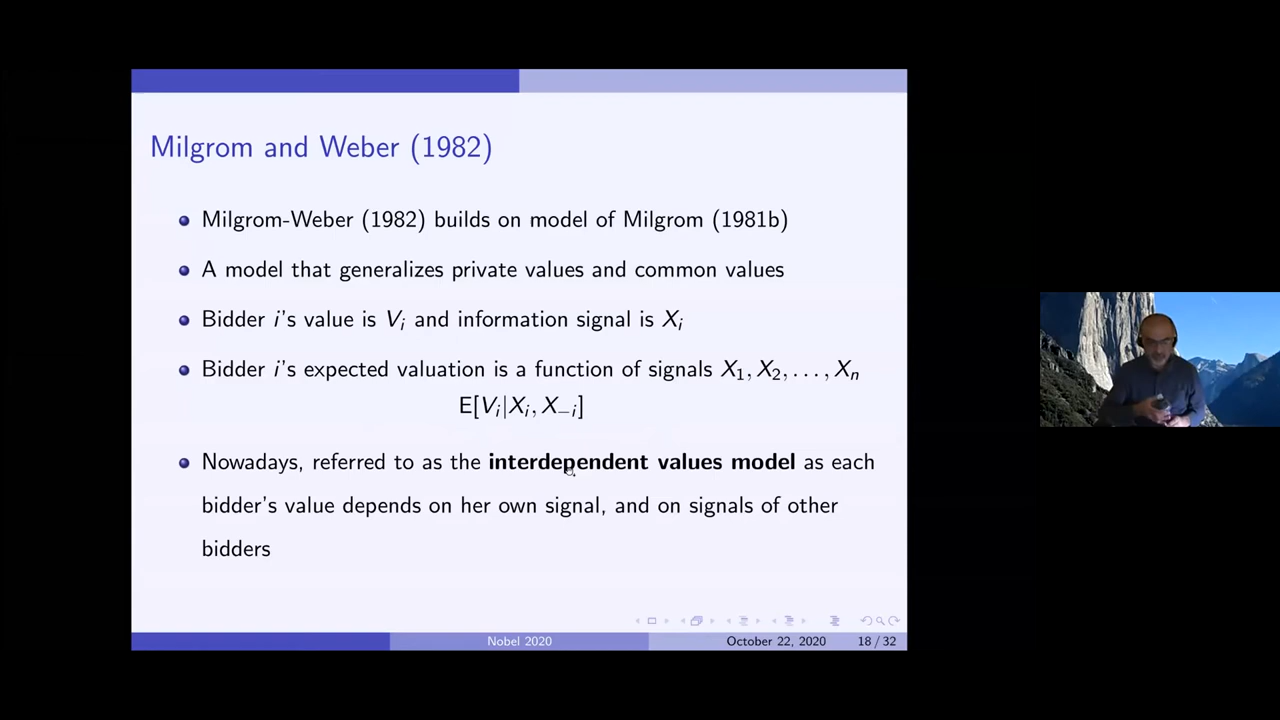 Milgrom and Weber (1982)
Milgrom-Weber (1982) builds on model of Milgrom (1981b)
A model that generalizes private values and common values
Bidder i's value is V_i and information signal is X_i
Bidder i's expected valuation is a function of signals X_1, X_2, . . . , X_n
E[V_i|X_i, X_{-i}]
Nowadays, referred to as the interdependent values model as each
bidder's value depends on her own signal, and on signals of other
bidders
Nobel 2020
October 22, 2020
18 / 32